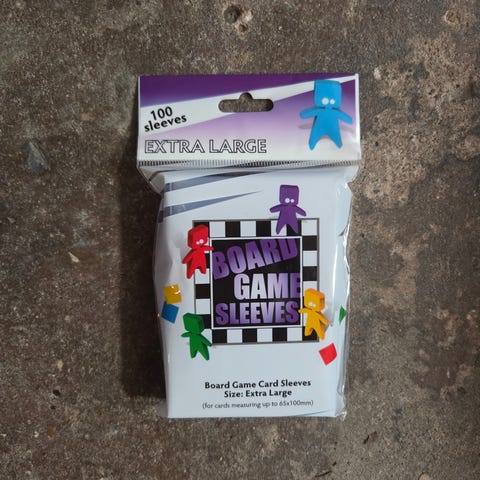 100
sleeves
EXTRA LARGE
BOARD
GAME
SLEEVES
Board Game Card Sleeves
Size: Extra Large
(for cards measuring up to 65x100mm)